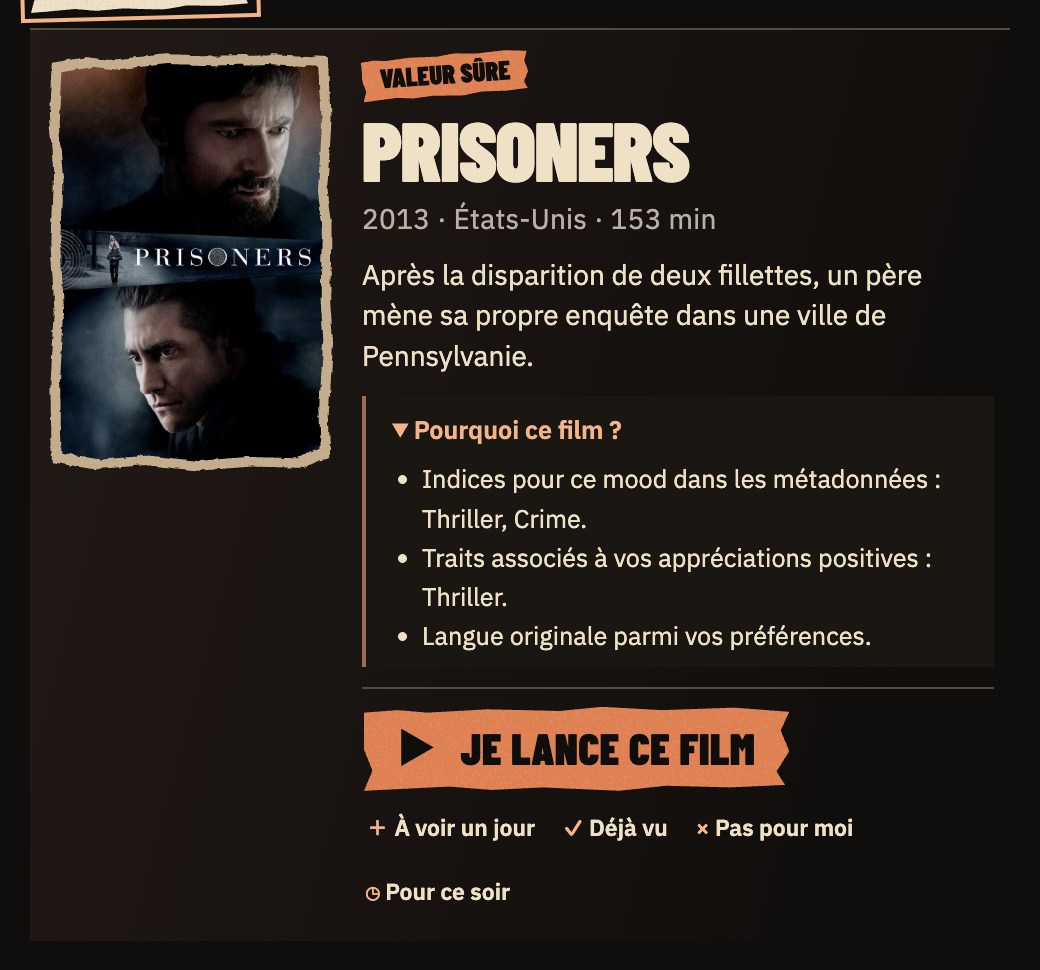 VALEUR SÛRE
PRISONERS
2013 · États-Unis · 153 min
PRISONERS
Après la disparition de deux fillettes, un père
mène sa propre enquête dans une ville de
Pennsylvanie.
▼ Pourquoi ce film ?
• Indices pour ce mood dans les métadonnées :
Thriller, Crime.
• Traits associés à vos appréciations positives :
Thriller.
• Langue originale parmi vos préférences.
▶ JE LANCE CE FILM
+ À voir un jour ✓ Déjà vu × Pas pour moi
◷ Pour ce soir